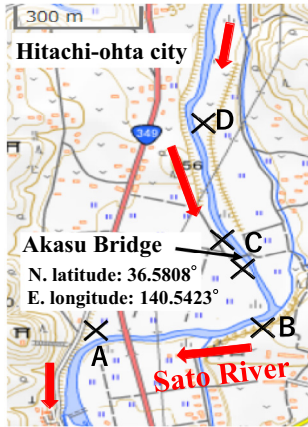 300 m
Hitachi-ohta city
D
349
56
Akasu Bridge
C
N. latitude: 36.5808°
E. longitude: 140.5423°
B
A
Sato River